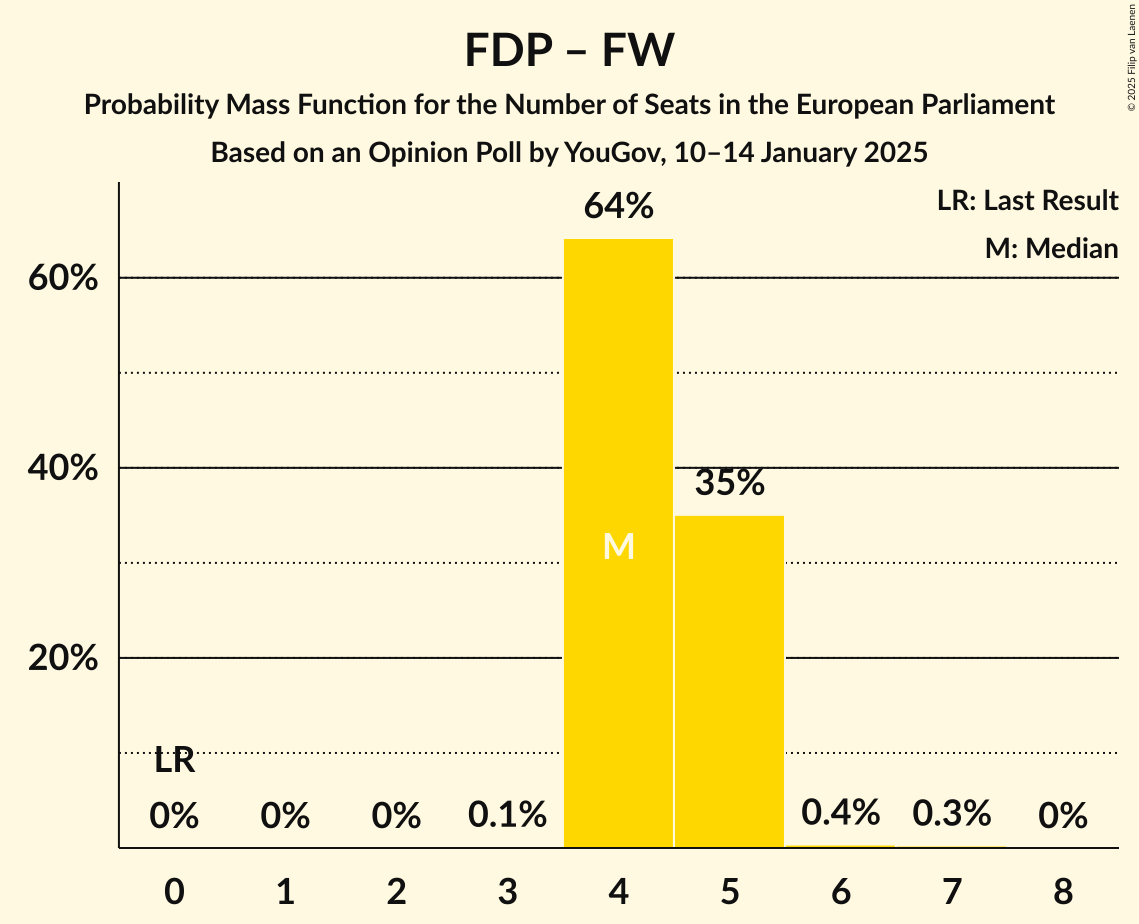 FDP – FW
Probability Mass Function for the Number of Seats in the European Parliament
Based on an Opinion Poll by YouGov, 10–14 January 2025
© 2025 Filip van Laenen
LR: Last Result
M: Median
64%
60%
40%
35%
M
20%
LR
0% 0% 0% 0.1% 0.4% 0.3% 0%
0 1 2 3 4 5 6 7 8